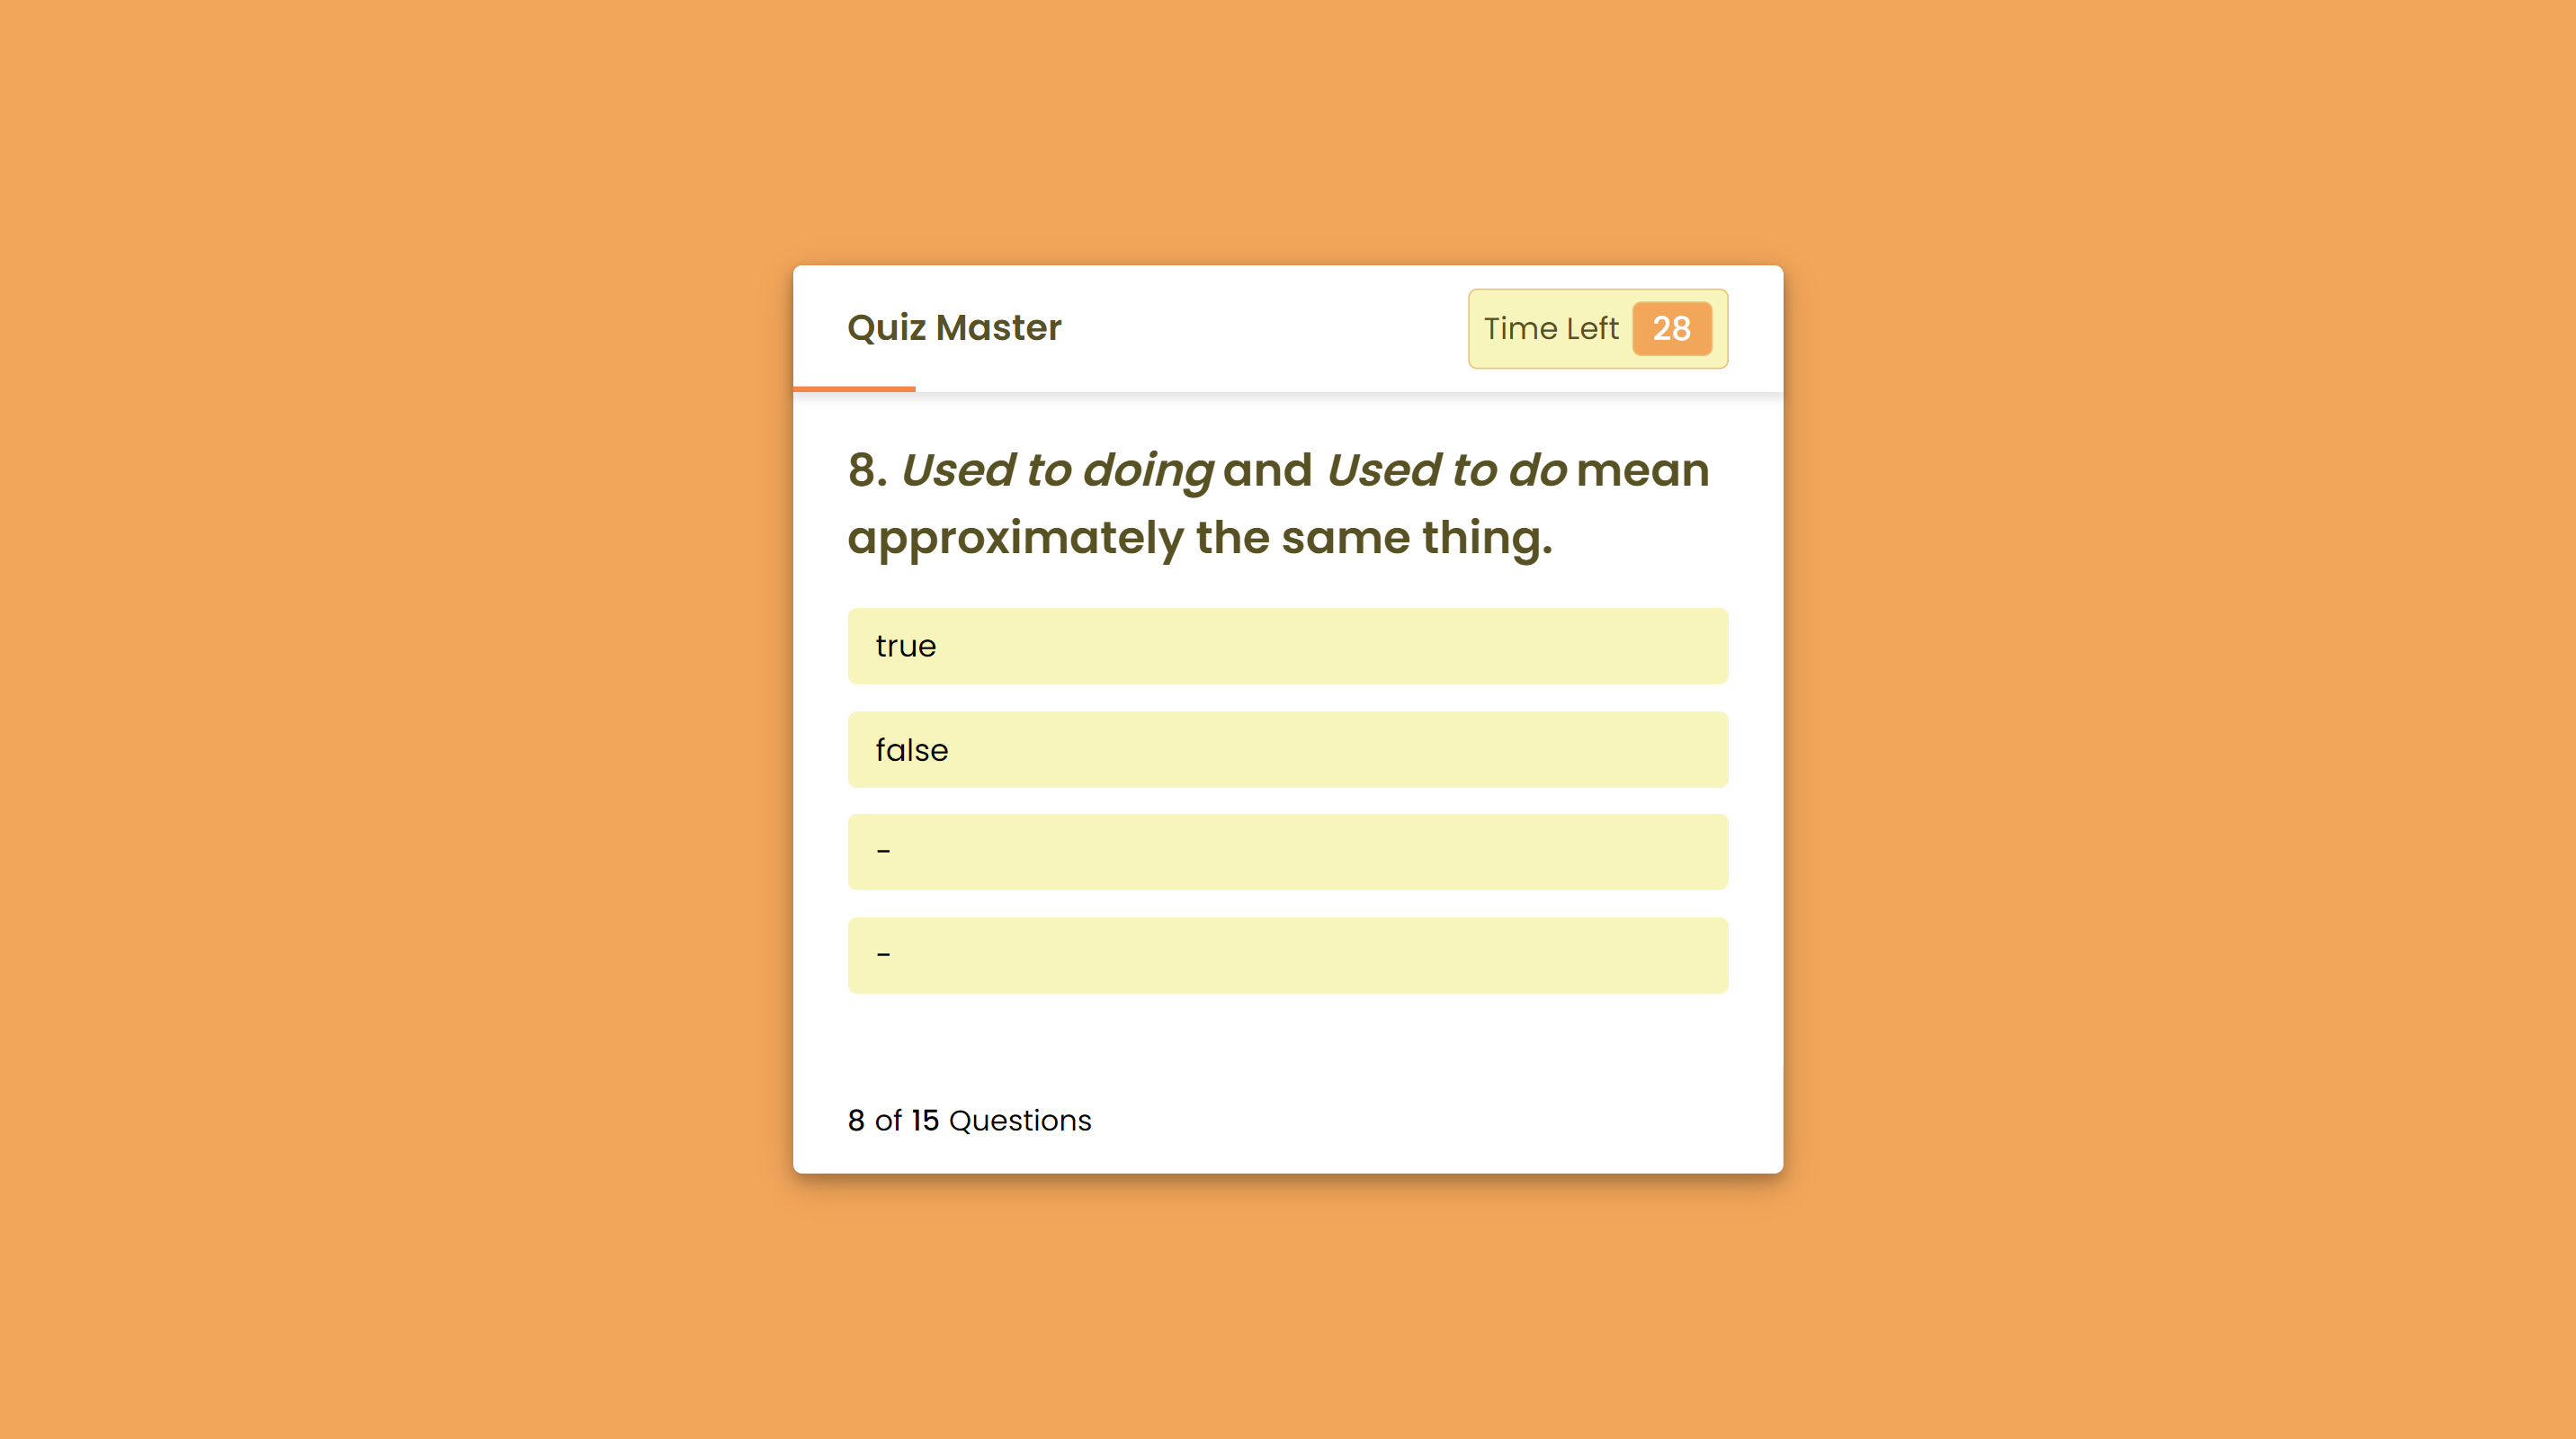 Quiz Master
Time Left 28
8. Used to doing and Used to do mean
approximately the same thing.
true
false
-
-
8 of 15 Questions